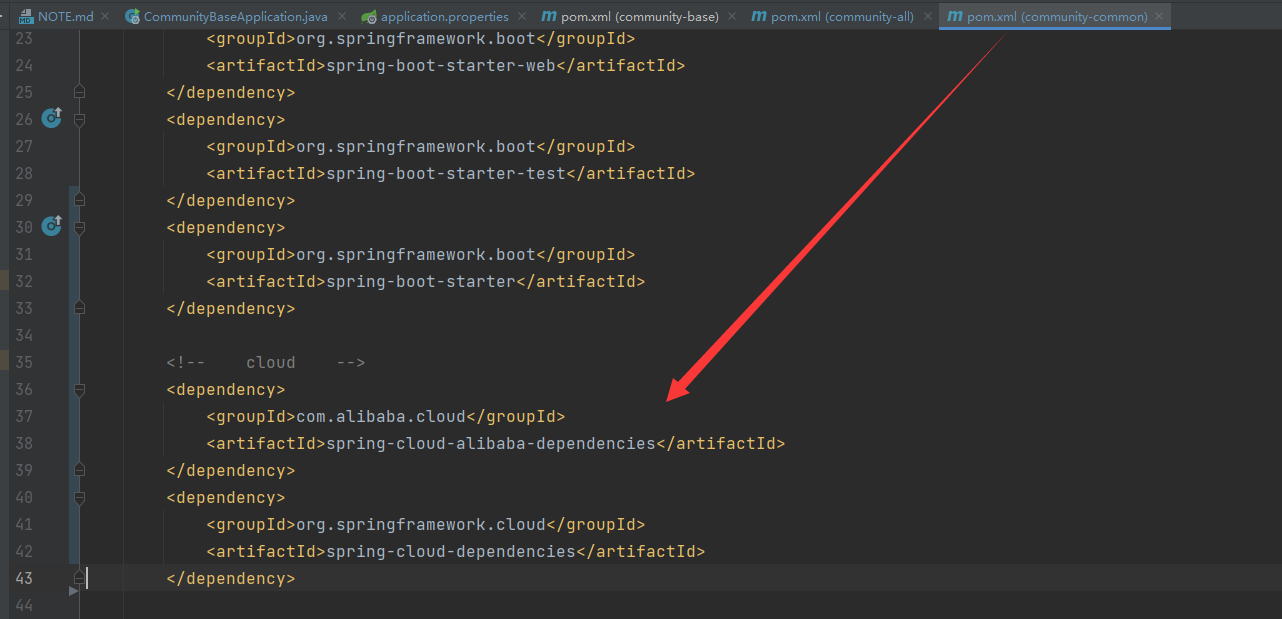 NOTE.md CommunityBaseApplication.java application.properties pom.xml (community-base) pom.xml (community-all) pom.xml (community-common)
23 <groupId>org.springframework.boot</groupId>
24 <artifactId>spring-boot-starter-web</artifactId>
25 </dependency>
26 <dependency>
27 <groupId>org.springframework.boot</groupId>
28 <artifactId>spring-boot-starter-test</artifactId>
29 </dependency>
30 <dependency>
31 <groupId>org.springframework.boot</groupId>
32 <artifactId>spring-boot-starter</artifactId>
33 </dependency>
34
35 <!-- cloud -->
36 <dependency>
37 <groupId>com.alibaba.cloud</groupId>
38 <artifactId>spring-cloud-alibaba-dependencies</artifactId>
39 </dependency>
40 <dependency>
41 <groupId>org.springframework.cloud</groupId>
42 <artifactId>spring-cloud-dependencies</artifactId>
43 </dependency>
44